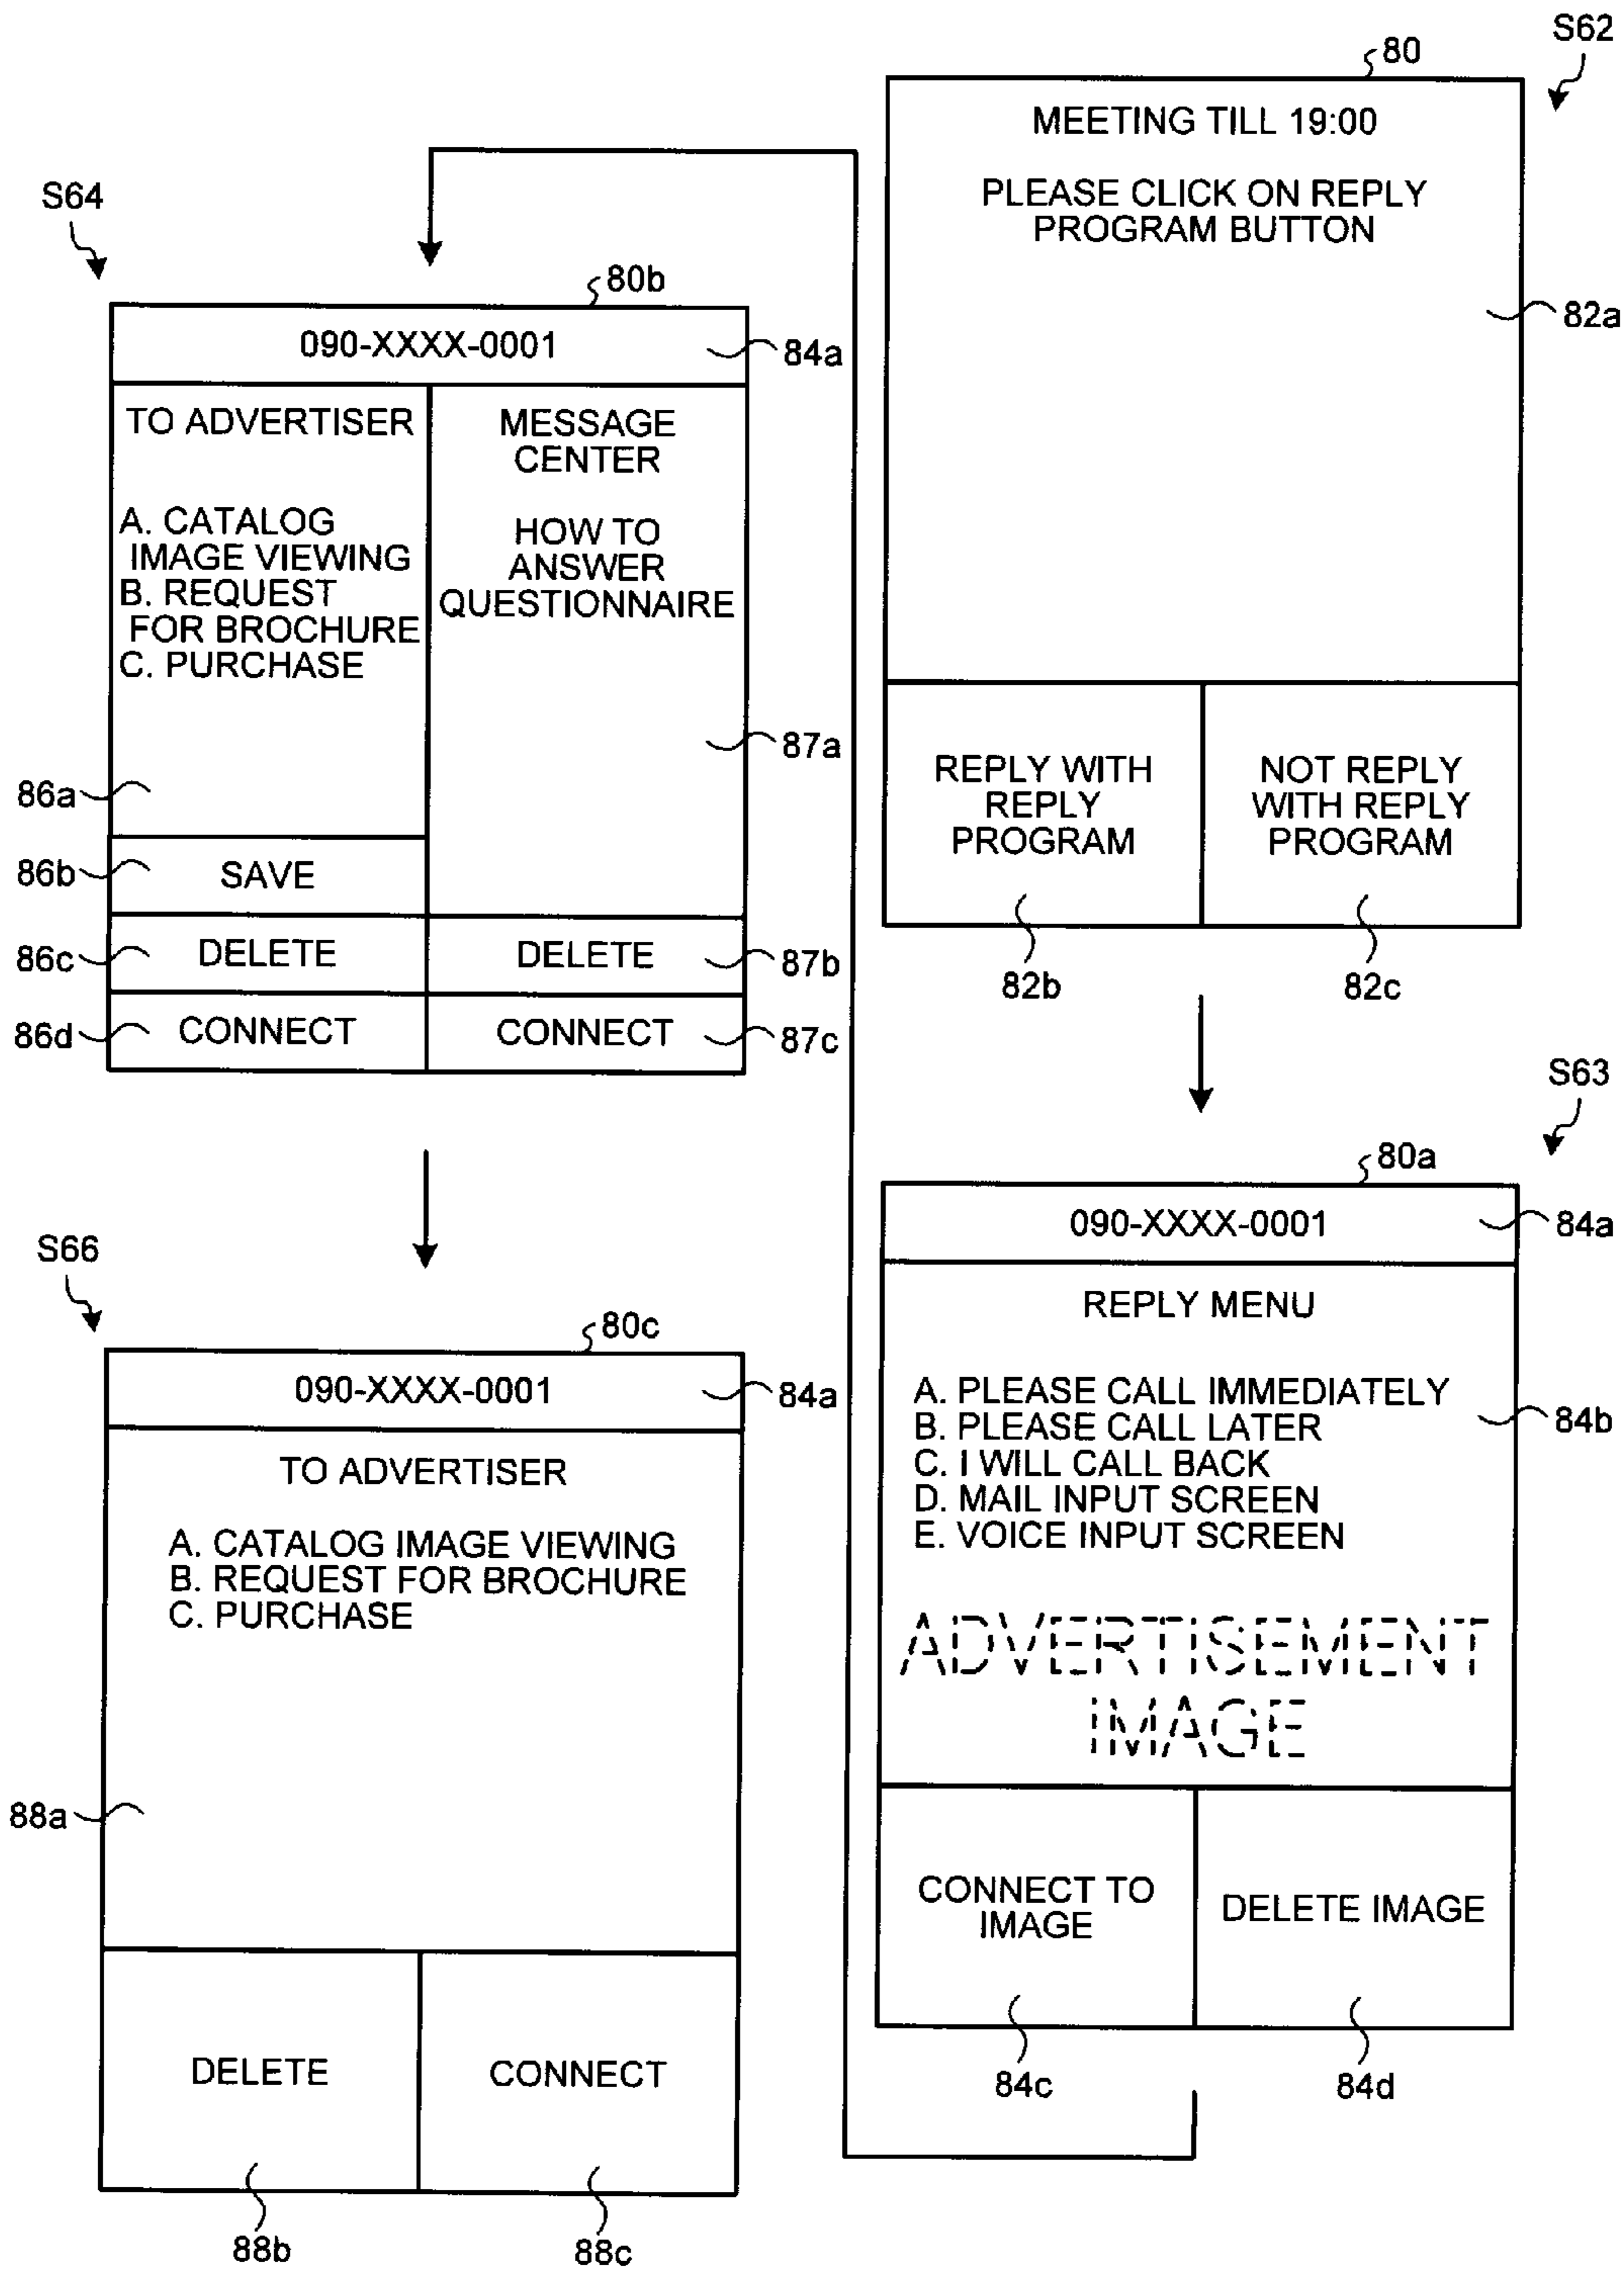 S62
80
MEETING TILL 19:00
PLEASE CLICK ON REPLY
PROGRAM BUTTON
82a
REPLY WITH
REPLY
PROGRAM
NOT REPLY
WITH REPLY
PROGRAM
82b
82c
S63
80a
090-XXXX-0001
84a
REPLY MENU
A. PLEASE CALL IMMEDIATELY
B. PLEASE CALL LATER
C. I WILL CALL BACK
D. MAIL INPUT SCREEN
E. VOICE INPUT SCREEN
84b
ADVERTISEMENT
IMAGE
CONNECT TO
IMAGE
DELETE IMAGE
84c
84d
S64
80b
090-XXXX-0001
84a
TO ADVERTISER
A. CATALOG
IMAGE VIEWING
B. REQUEST
FOR BROCHURE
C. PURCHASE
86a
86b
SAVE
86c
DELETE
86d
CONNECT
MESSAGE
CENTER
HOW TO
ANSWER
QUESTIONNAIRE
87a
DELETE
87b
CONNECT
87c
S66
80c
090-XXXX-0001
84a
TO ADVERTISER
A. CATALOG IMAGE VIEWING
B. REQUEST FOR BROCHURE
C. PURCHASE
88a
DELETE
CONNECT
88b
88c